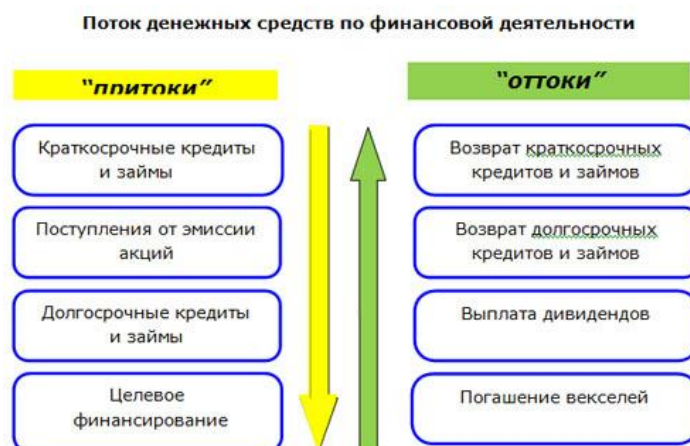 Поток денежных средств по финансовой деятельности
“притоки”
Краткосрочные кредиты
и займы
Поступления от эмиссии
акций
Долгосрочные кредиты
и займы
Целевое
финансирование
“оттоки”
Возврат краткосрочных
кредитов и займов
Возврат долгосрочных
кредитов и займов
Выплата дивидендов
Погашение векселей